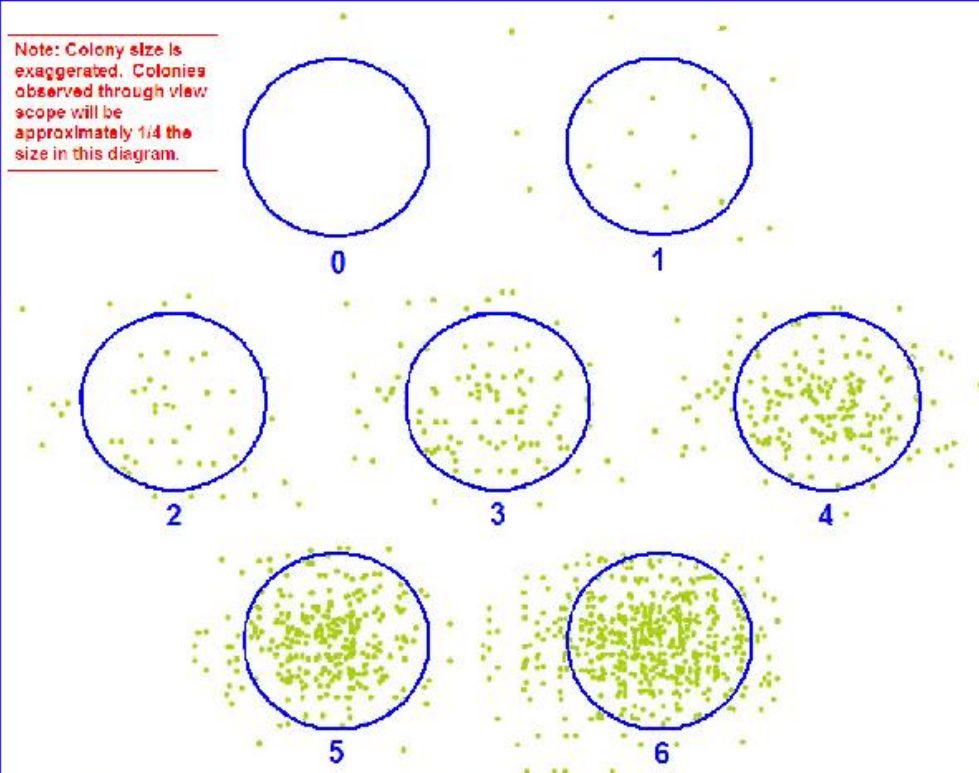 Note: Colony size is
exaggerated. Colonies
observed through view
scope will be
approximately 1/4 the
size in this diagram.
0
1
2
3
4
5
6